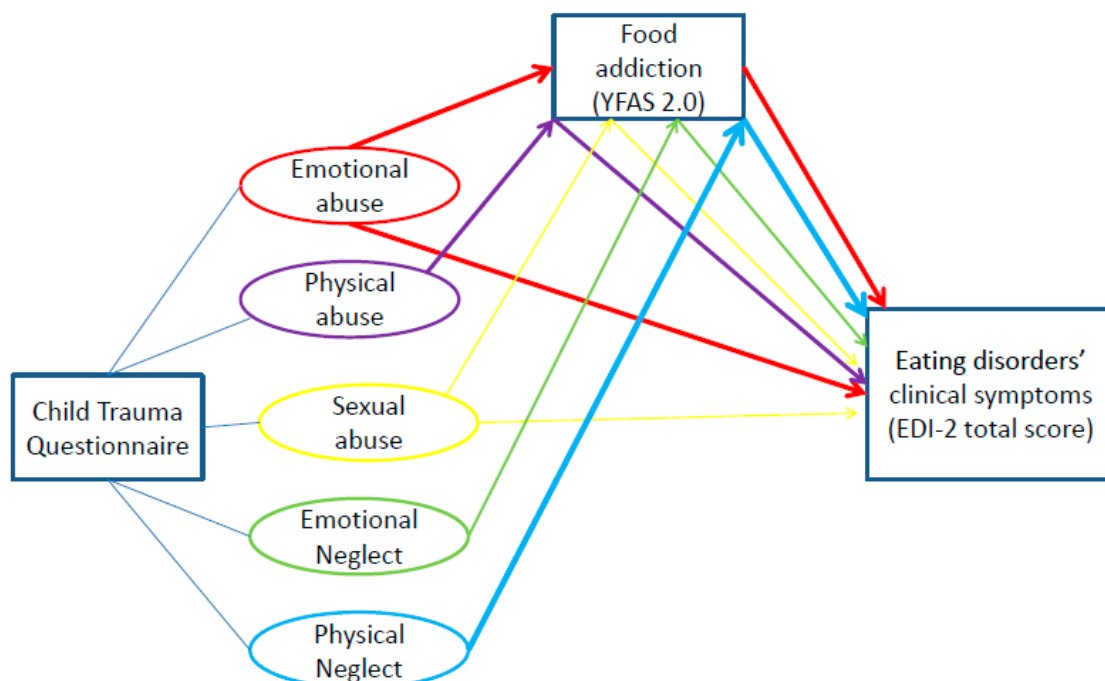 Food
addiction
(YFAS 2.0)
Emotional
abuse
Physical
abuse
Child Trauma
Questionnaire
Sexual
abuse
Eating disorders’
clinical symptoms
(EDI-2 total score)
Emotional
Neglect
Physical
Neglect